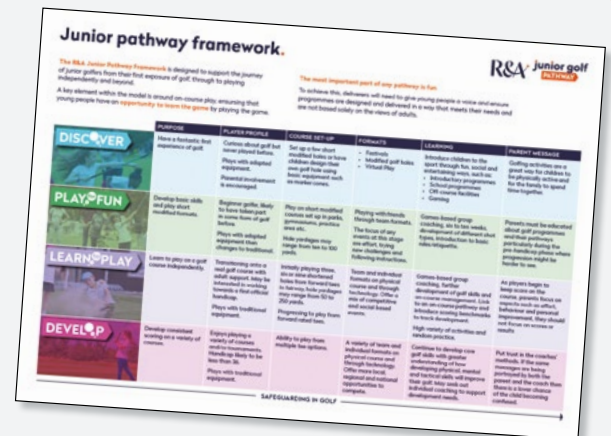 Junior pathway framework.
R&A junior golf
PATHWAY
The R&A Junior Pathway Framework is designed to support the journey
of junior golfers from their first exposure of golf, through to playing
independently and beyond.
A key element within the model is around on-course play, ensuring that
young people have an opportunity to learn the game by playing the game.
The most important part of any pathway is fun
To achieve this, deliverers will need to give young people a voice and ensure
programmes are designed and delivered in a way that meets their needs and
are not based solely on the views of adults.
PURPOSE
PLAYER PROFILE
COURSE SET-UP
FORMATS
LEARNING
PARENT MESSAGE
DISCOVER
Have a fantastic first
experience of golf.
Curious about golf but
never played before.
Plays with adapted
equipment.
Parental involvement
is encouraged.
Set up a few short
modified holes or have
children design their
own golf hole using
basic equipment such
as marker cones.
• Festivals
• Modified golf holes
• Virtual Play
Introduce children to the
sport through fun, social and
entertaining ways, such as:
• Introductory programmes
• School programmes
• Off course facilities
• Gaming
Golfing activities are a
great way for children to
be physically active and
for the family to spend
time together.
PLAY FOR FUN
Develop basic skills
and play short
modified formats.
Beginner golfer, likely
to have taken part
in some form of golf
before.
Plays with adapted
equipment than
changes to traditional.
Play on short modified
courses set up in parks,
gymnasiums, practice
area etc.
Hole yardages may
range from ten to 100
yards.
Playing with friends
through team formats.
The focus of any
events at this stage
are effort, trying
new challenges and
following instructions.
Games-based group
coaching, six to ten weeks,
development of different shot
types, introduction to basic
rules etiquette.
Parents must be educated
about golf programmes
and their pathways
particularly during the
pre-handicap phase where
progression might be
harder to see.
LEARN TO PLAY
Learn to play on a golf
course independently.
Transitioning onto a
real golf course with
adult support. May be
interested in working
towards a first official
handicap.
Plays with traditional
equipment.
Initially playing three,
six or nine shortened
holes from forward tees
to fairway, hole yardages
may range from 50 to
250 yards.
Progressing to play from
forward rated tees.
Team and individual
formats on physical
course and through
technology. Offer a
mix of competitive
and social based
events.
Games-based group
coaching, further
development of golf skills and
on-course management. Link
to an on-course pathway and
introduce scoring benchmarks
to track development.
High variety of activities and
random practice.
As players begin to
keep score on the
course, parents focus on
aspects such as effort,
behaviour and personal
improvement, they should
not focus on scores or
results
DEVELOP
Develop consistent
scoring on a variety of
courses.
Enjoys playing a
variety of courses
and/or tournaments.
Handicap likely to be
less than 36.
Plays with traditional
equipment.
Ability to play from
multiple tee options.
A variety of team and
individual formats on
physical course and
through technology.
Offer more local,
regional and national
opportunities to
compete.
Continue to develop core
golf skills with greater
understanding of how
developing physical, mental
and tactical skills will improve
their golf. May seek out
individual coaching to support
development needs.
Put trust in the coaches'
methods. If the same
messages are being
portrayed by both the
parent and the coach then
there is a lower chance
of the child becoming
confused.
SAFEGUARDING IN GOLF